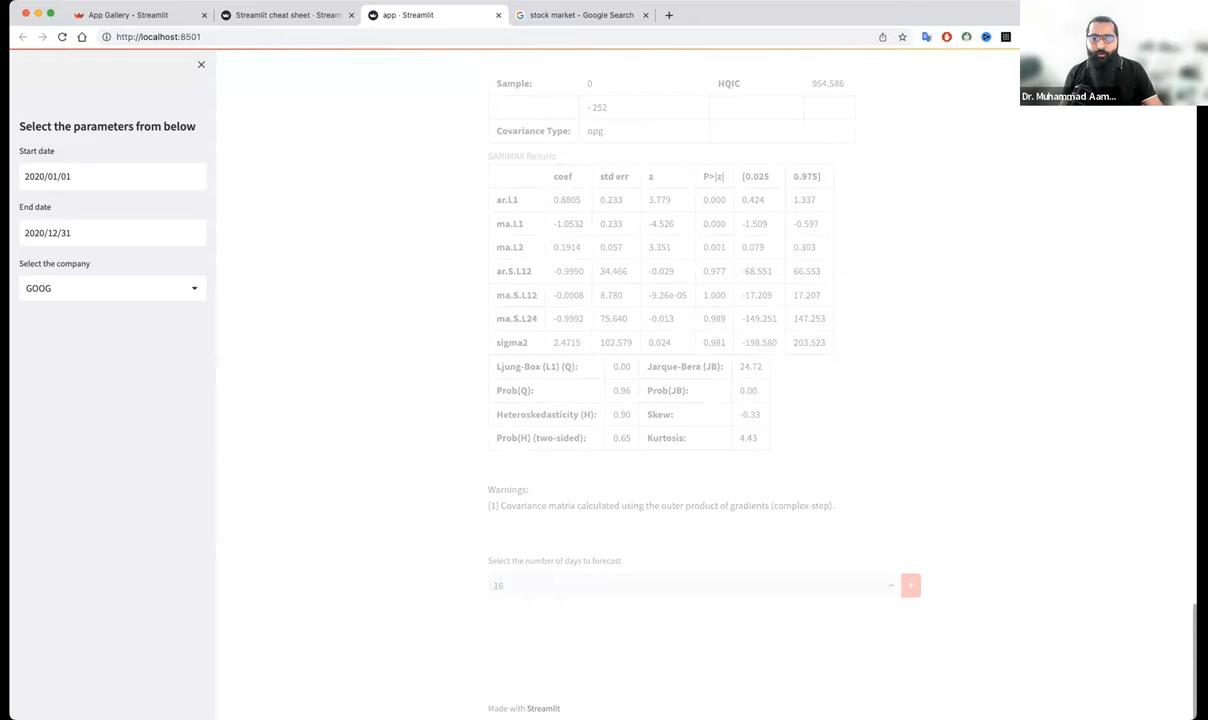 App Gallery • Streamlit
Streamlit cheat sheet · Stream
app · Streamlit
stock market - Google Search
http://localhost:8501
Dr. Muhammad Aam...
Select the parameters from below
Start date
2020/01/01
End date
2020/12/31
Select the company
GOOG
Sample: 0 HQIC 954.586
- 252
Covariance Type: opg
SARIMAX Results
coef std err z P>|z| [0.025 0.975]
ar.L1 0.8805 0.233 3.779 0.000 0.424 1.337
ma.L1 -1.0532 0.233 -4.526 0.000 -1.509 -0.597
ma.L2 0.1914 0.057 3.351 0.001 0.079 0.303
ar.S.L12 -0.9990 34.466 -0.029 0.977 -68.551 66.553
ma.S.L12 -0.0008 8.780 -9.26e-05 1.000 -17.209 17.207
ma.S.L24 -0.9992 75.640 -0.013 0.989 -149.251 147.253
sigma2 2.4715 102.579 0.024 0.981 -198.580 203.523
Ljung-Box (L1) (Q): 0.00 Jarque-Bera (JB): 24.72
Prob(Q): 0.96 Prob(JB): 0.00
Heteroskedasticity (H): 0.90 Skew: -0.33
Prob(H) (two-sided): 0.65 Kurtosis: 4.43
Warnings:
[1] Covariance matrix calculated using the outer product of gradients (complex-step).
Select the number of days to forecast
16
Made with Streamlit